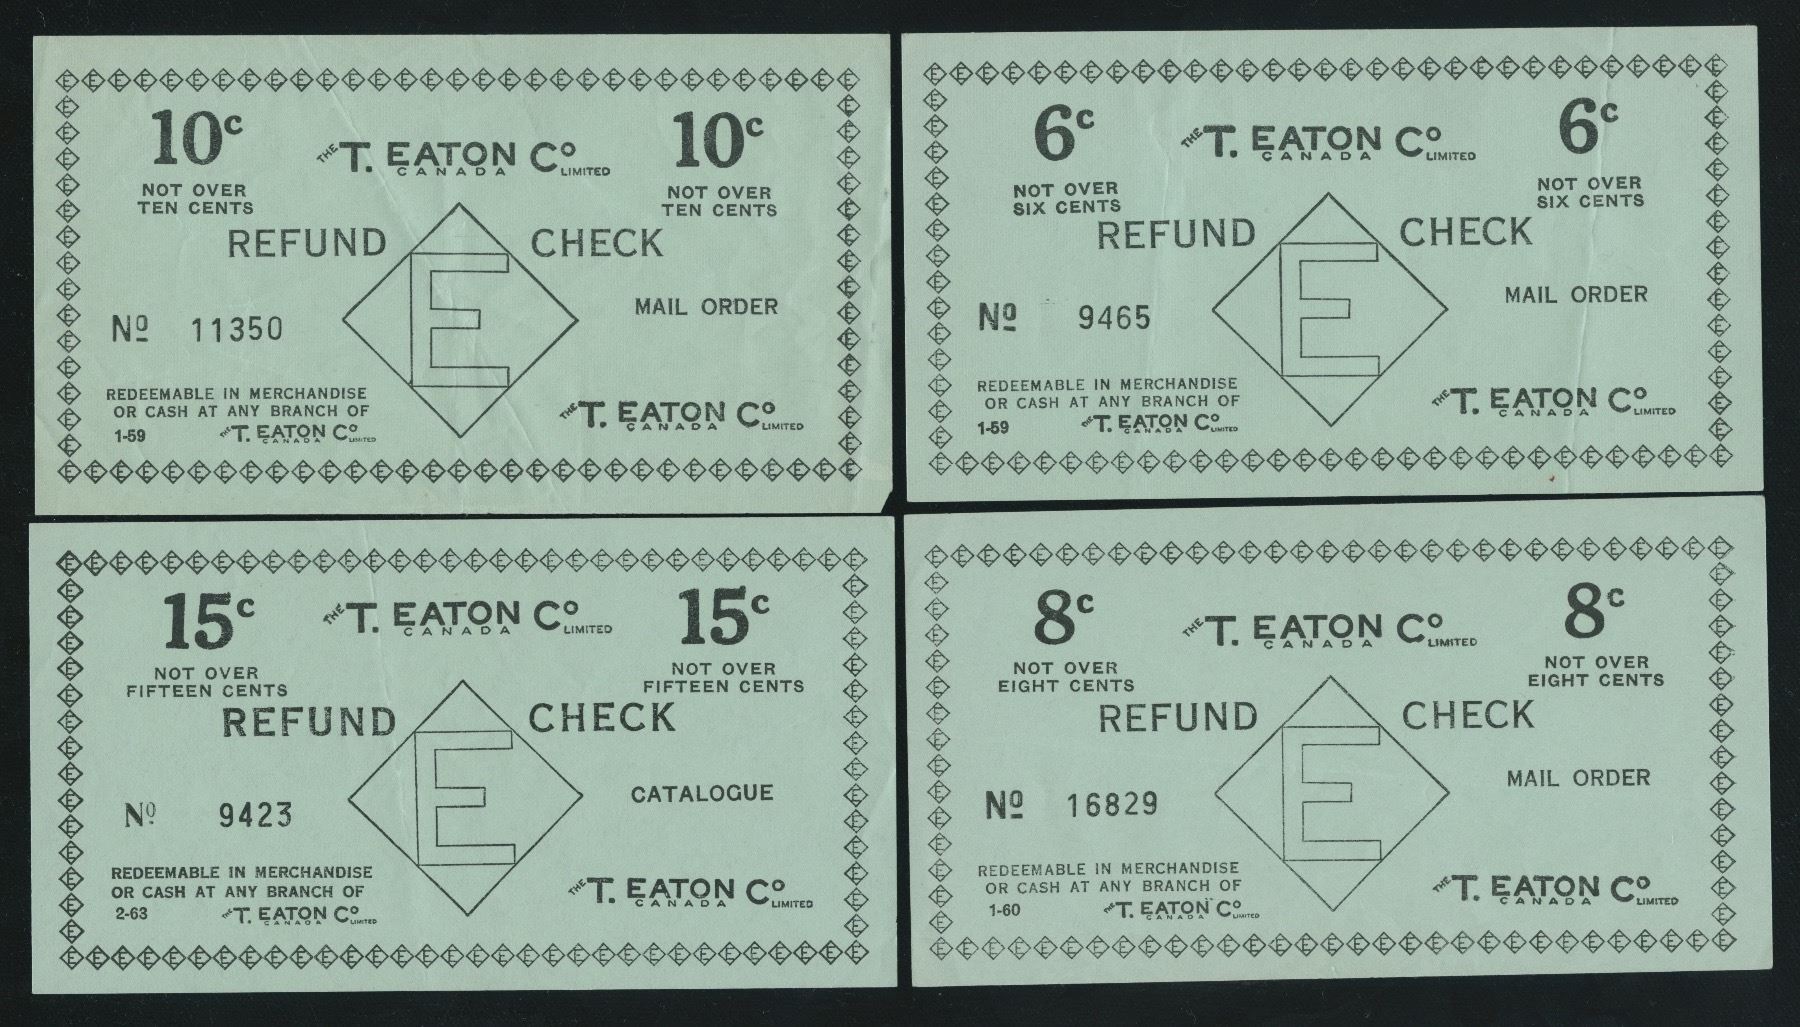 10c 10c
THE T. EATON Co
CANADA LIMITED
NOT OVER
TEN CENTS
NOT OVER
TEN CENTS
REFUND E CHECK
MAIL ORDER
No 11350
REDEEMABLE IN MERCHANDISE
OR CASH AT ANY BRANCH OF
1-59 THE T. EATON Co
CANADA LIMITED
THE T. EATON Co
CANADA LIMITED
6c 6c
THE T. EATON Co
CANADA LIMITED
NOT OVER
SIX CENTS
NOT OVER
SIX CENTS
REFUND E CHECK
MAIL ORDER
No 9465
REDEEMABLE IN MERCHANDISE
OR CASH AT ANY BRANCH OF
1-59 THE T. EATON Co
CANADA LIMITED
THE T. EATON Co
CANADA LIMITED
15c 15c
THE T. EATON Co
CANADA LIMITED
NOT OVER
FIFTEEN CENTS
NOT OVER
FIFTEEN CENTS
REFUND E CHECK
CATALOGUE
No 9423
REDEEMABLE IN MERCHANDISE
OR CASH AT ANY BRANCH OF
2-63 THE T. EATON Co
CANADA LIMITED
THE T. EATON Co
CANADA LIMITED
8c 8c
THE T. EATON Co
CANADA LIMITED
NOT OVER
EIGHT CENTS
NOT OVER
EIGHT CENTS
REFUND E CHECK
MAIL ORDER
No 16829
REDEEMABLE IN MERCHANDISE
OR CASH AT ANY BRANCH OF
1-60 THE T. EATON Co
CANADA LIMITED
THE T. EATON Co
CANADA LIMITED